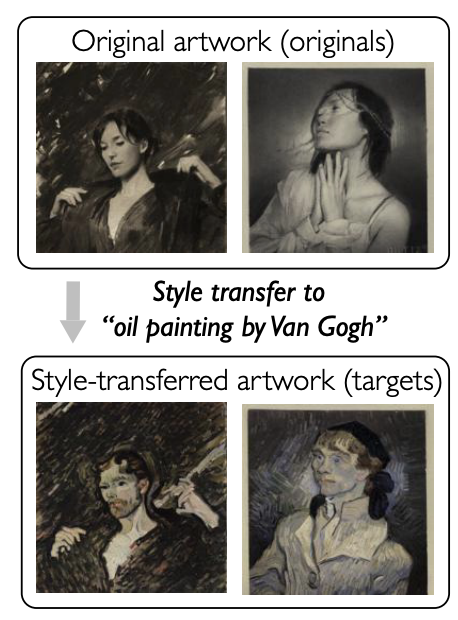 Original artwork (originals)
Style transfer to
“oil painting by Van Gogh”
Style-transferred artwork (targets)